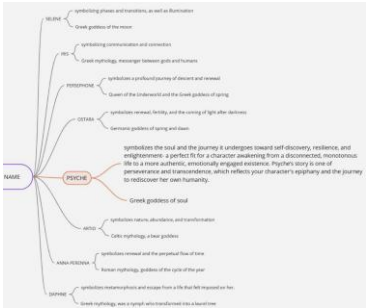 symbolizing phases and transitions, as well as illumination
SELENE
Greek goddess of the moon
symbolizing communication and connection
Greek mythology, messenger between gods and humans
symbolizes a profound journey of descent and renewal
PERSEPHONE
Queen of the Underworld and the Greek goddess of spring
symbolizes renewal, fertility, and the coming of light after darkness
OSTARA
Germanic goddess of spring and dawn
symbolizes the soul and the journey it undergoes toward self-discovery, resilience, and
enlightenment- a perfect fit for a character awakening from a disconnected, monotonous
life to a more authentic, emotionally engaged existence. Psyche's story is one of
perseverance and transcendence, which reflects your character's epiphany and the journey
to rediscover her own humanity.
NAME
PSYCHE
Greek goddess of soul
symbolizes nature, abundance, and transformation
ARTIO
Celtic mythology, a bear goddess
symbolizes renewal and the perpetual flow of time
ANNA PERENNA
Roman mythology, goddess of the cycle of the year
symbolizes metamorphosis and escape from a life that felt imposed on her.
DAPHNE
Greek mythology, was a nymph who transformed into a laurel tree